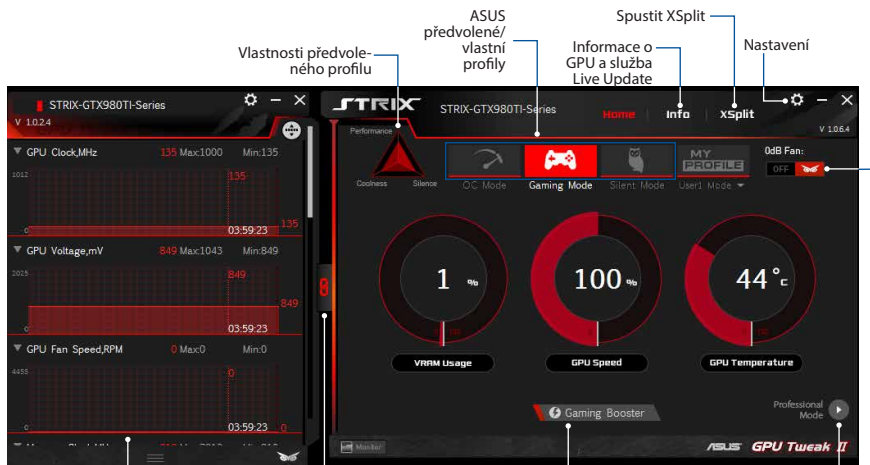 ASUS
předvolené/
vlastní
profily
Spustit XSplit
Vlastnosti předvole-
ného profilu
Informace o
GPU a služba
Live Update
Nastavení
STRIX-GTX980TI-Series
V 1.0.2.4
GPU Clock,MHz 135 Max:1000 Min:135
1012
135
135
0
03:59:23
GPU Voltage,mV 849 Max:1043 Min:849
2025
849
849
0
03:59:23
GPU Fan Speed,RPM 0 Max:0 Min:0
4455
0
0
0
03:59:23
STRIX
STRIX-GTX980TI-Series
Home
Info
XSplit
V 1.0.6.4
Performance
Coolness
Silence
OC Mode
Gaming Mode
Silent Mode
MY
PROFILE
User1 Mode
0dB Fan:
OFF
1 %
VRAM Usage
100 %
GPU Speed
44 °c
GPU Temperature
Gaming Booster
Professional
Mode
Monitor
ASUS GPU Tweak II